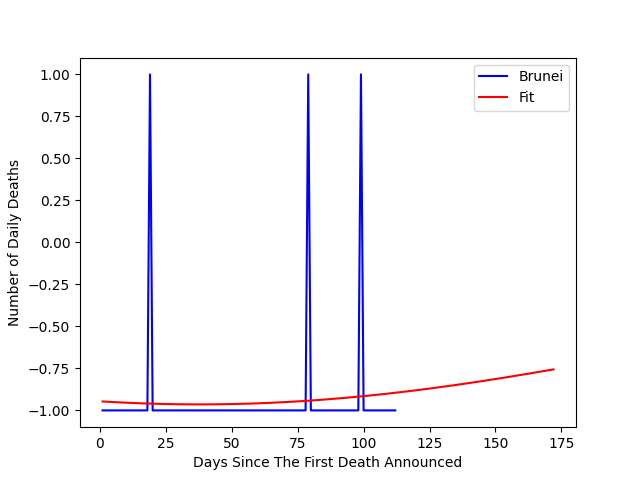 Brunei
Fit
1.00
0.75
0.50
0.25
0.00
−0.25
−0.50
−0.75
−1.00
Number of Daily Deaths
0 25 50 75 100 125 150 175
Days Since The First Death Announced